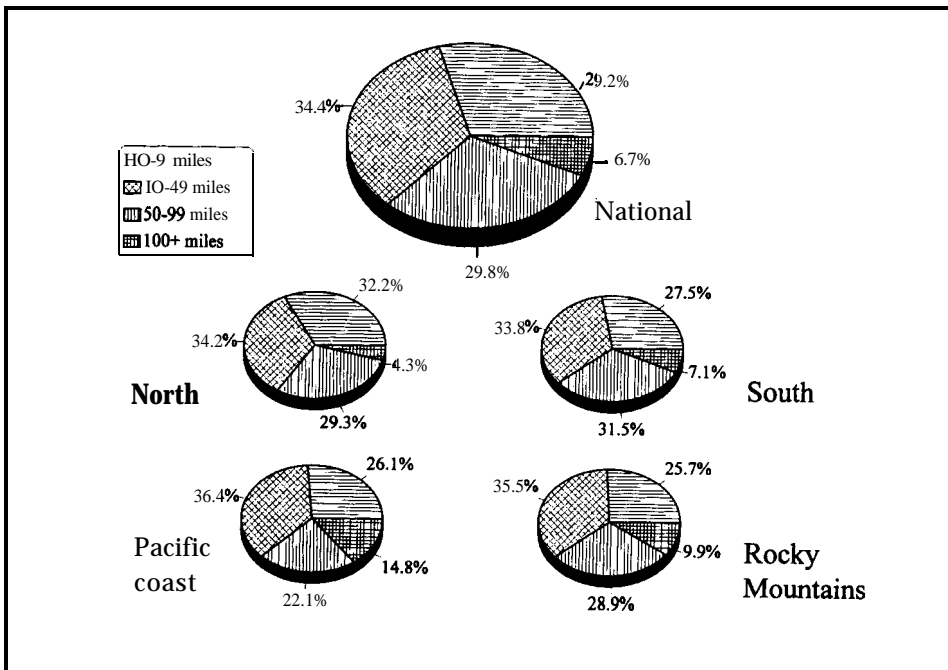 29.2%
34.4%
6.7%
HO-9 miles
IO-49 miles
50-99 miles
100+ miles
National
29.8%
32.2%
34.2%
4.3%
North
29.3%
27.5%
33.8%
7.1%
South
31.5%
26.1%
36.4%
Pacific
coast
14.8%
22.1%
25.7%
35.5%
9.9%
Rocky
Mountains
28.9%